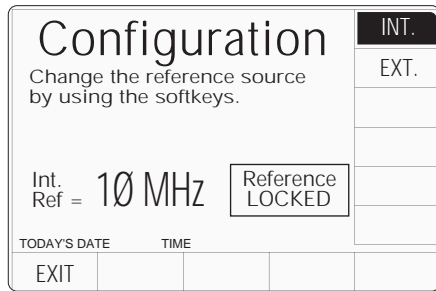 Configuration
Change the reference source
by using the softkeys.
Int.
Ref = 10 MHz
Reference
LOCKED
TODAY'S DATE TIME
INT.
EXT.
EXIT